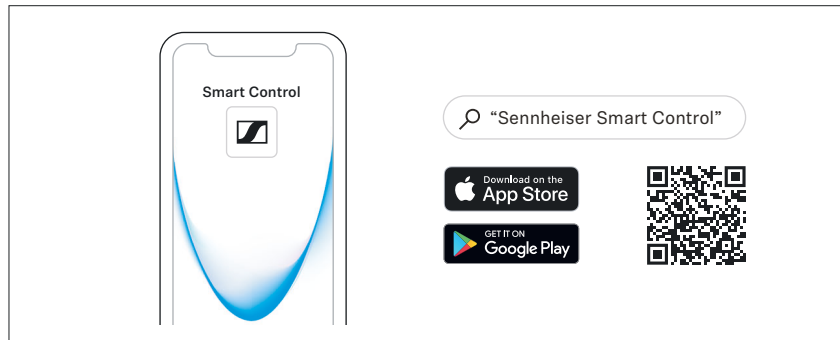 Smart Control
“Sennheiser Smart Control”
Download on the
App Store
GET IT ON
Google Play